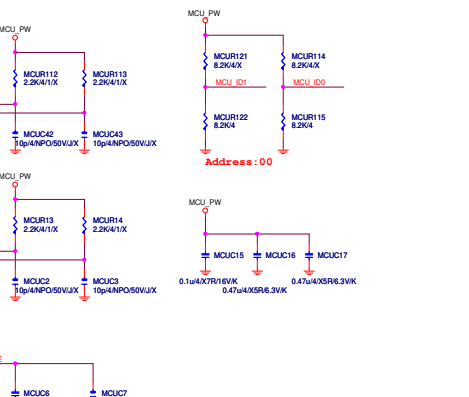 MCU_PW
MCUR112
2.2K/4/1/X
MCUR113
2.2K/4/1/X
MCUC42
10p/4/NPO/50V/J/X
MCUC43
10p/4/NPO/50V/J/X
MCU_PW
MCUR121
8.2K/4/X
MCUR114
8.2K/4/X
MCU_ID1
MCU_ID0
MCUR122
8.2K/4
MCUR115
8.2K/4
Address:00
MCU_PW
MCUR13
2.2K/4/1/X
MCUR14
2.2K/4/1/X
MCUC2
10p/4/NPO/50V/J/X
MCUC3
10p/4/NPO/50V/J/X
MCU_PW
MCUC15
MCUC16
MCUC17
0.1u/4/X7R/16V/K
0.47u/4/X5R/6.3V/K
0.47u/4/X5R/6.3V/K
MCUC6
MCUC7